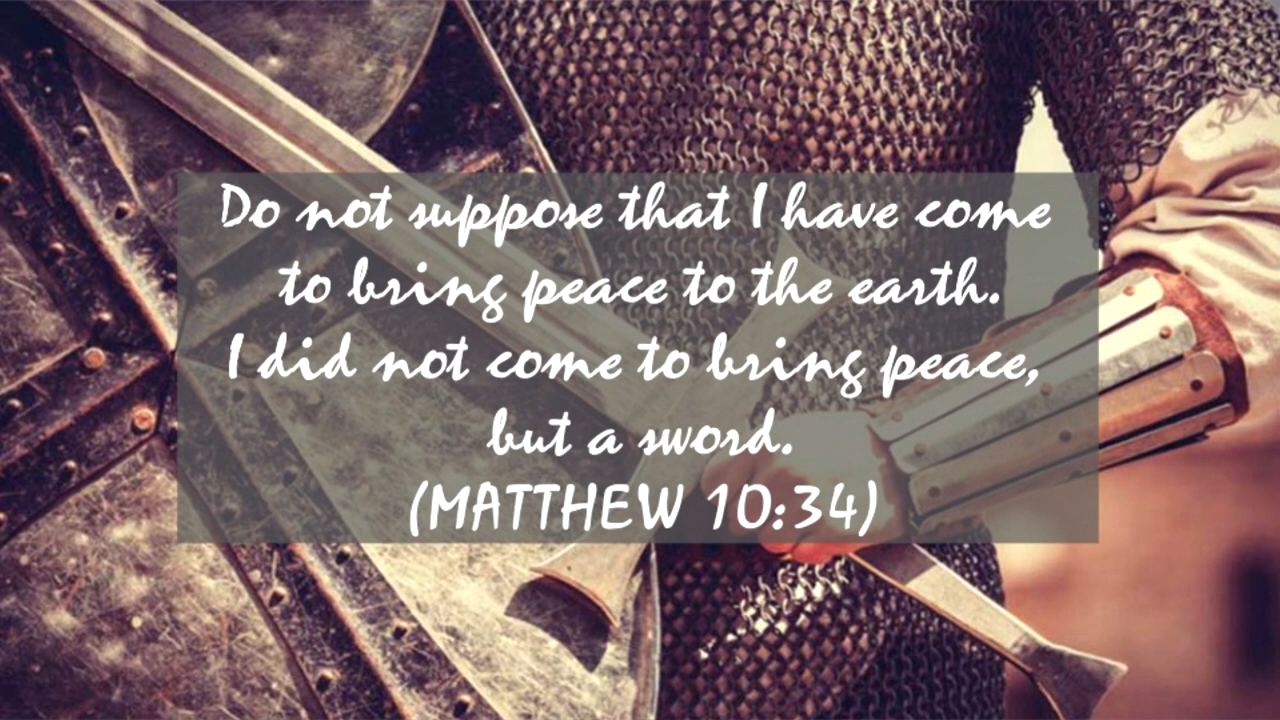 Do not suppose that I have come
to bring peace to the earth.
I did not come to bring peace,
but a sword.
(MATTHEW 10:34)